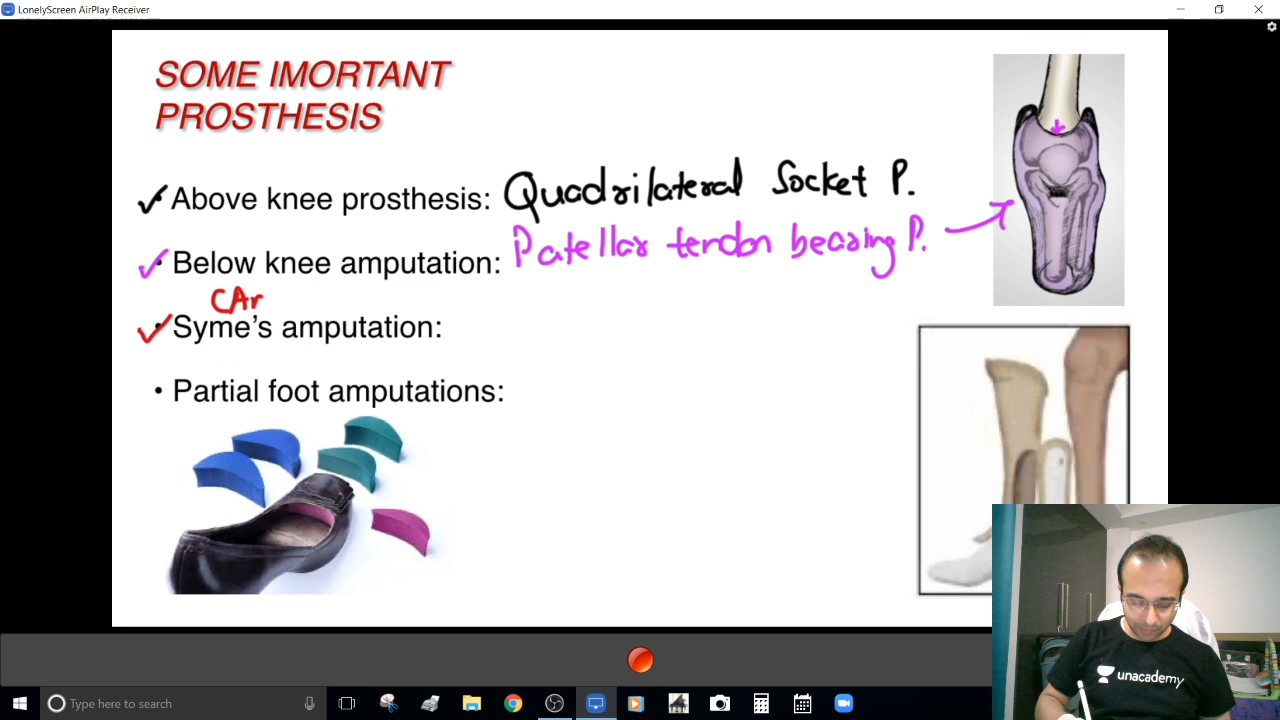 LonelyScreen AirPlay Receiver
SOME IMORTANT
PROSTHESIS
Above knee prosthesis: Quadrilateral Socket P.
• Below knee amputation: Patellar tendon bearing P.
CAr
• Syme's amputation:
• Partial foot amputations:
unacademy
Type here to search